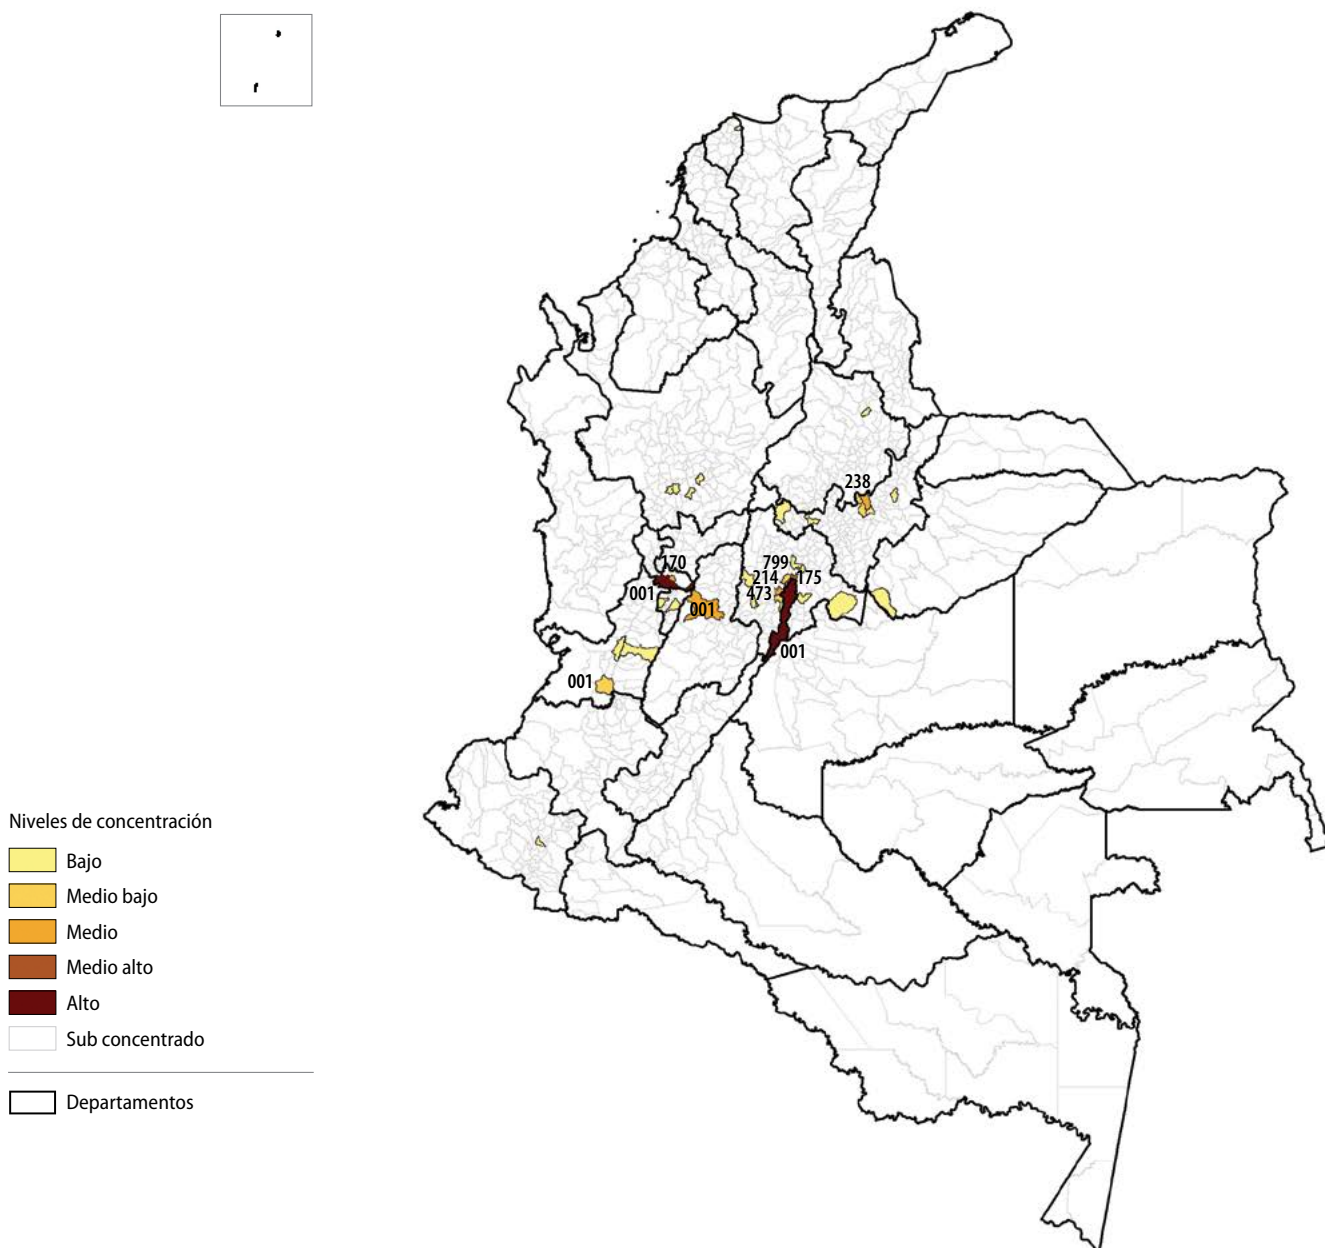 238
170
799
214
175
473
001
001
001
001
Niveles de concentración
Bajo
Medio bajo
Medio
Medio alto
Alto
Sub concentrado
Departamentos